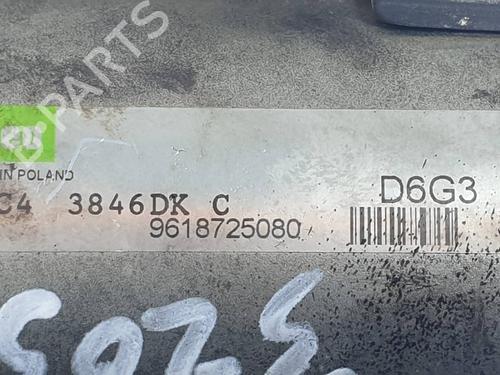 B-PARTS
IN POLAND
C4 3846DK C
9618725080
D6G3